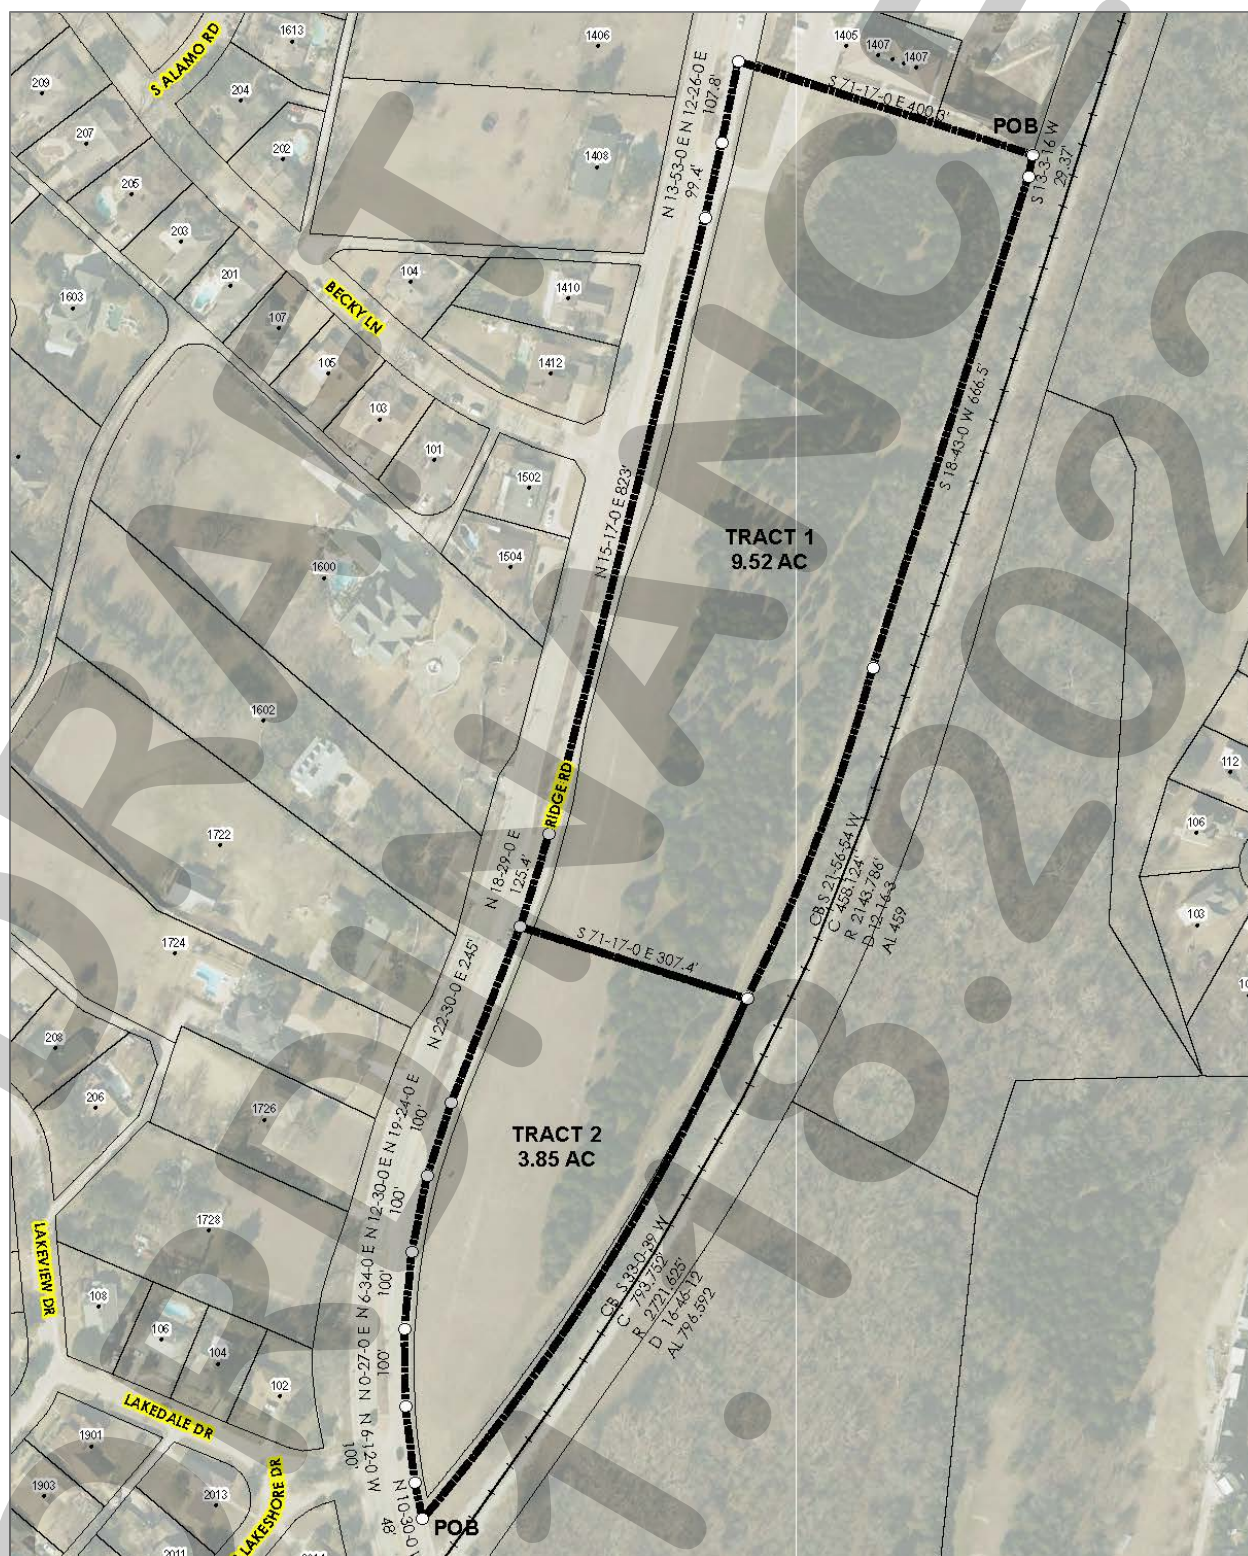 1613
1406
1405
1407
1407
S ALAMO RD
209
204
N 12-26-0 E
107.8'
S 71-17-0 E 400.3'
POB
207
202
1408
N 13-53-0 E
99.4'
S 13-3-16 W
29.37'
205
203
201
104
1410
1603
107
BECKY LN
105
1412
103
101
1502
N 15-17-0 E 823'
S 18-43-0 W 666.5'
TRACT 1
9.52 AC
1504
1600
1602
112
106
RIDGE RD
1722
N 18-29-0 E
125.4'
CB S 21-56-54 W
C 458.124'
R 2143.786'
D 12-16-3
AL 459
103
1724
S 71-17-0 E 307.4'
N 22-30-0 E 245'
208
206
1726
N 19-24-0 E
100'
TRACT 2
3.85 AC
N 12-30-0 E
100'
1728
LAKEVIEW DR
N 6-34-0 E
100'
CB S 33-0-39 W
C 793.752'
R 2721.625'
D 16-46-12
AL 796.592
108
106
104
102
N 0-27-0 E
100'
LAKEDALE DR
N 6-12-0 W
100'
1901
1903
2013
LAKESHORE DR
N 10-30-0
48'
POB
2011
2014
DRAFT
ORDINANCE